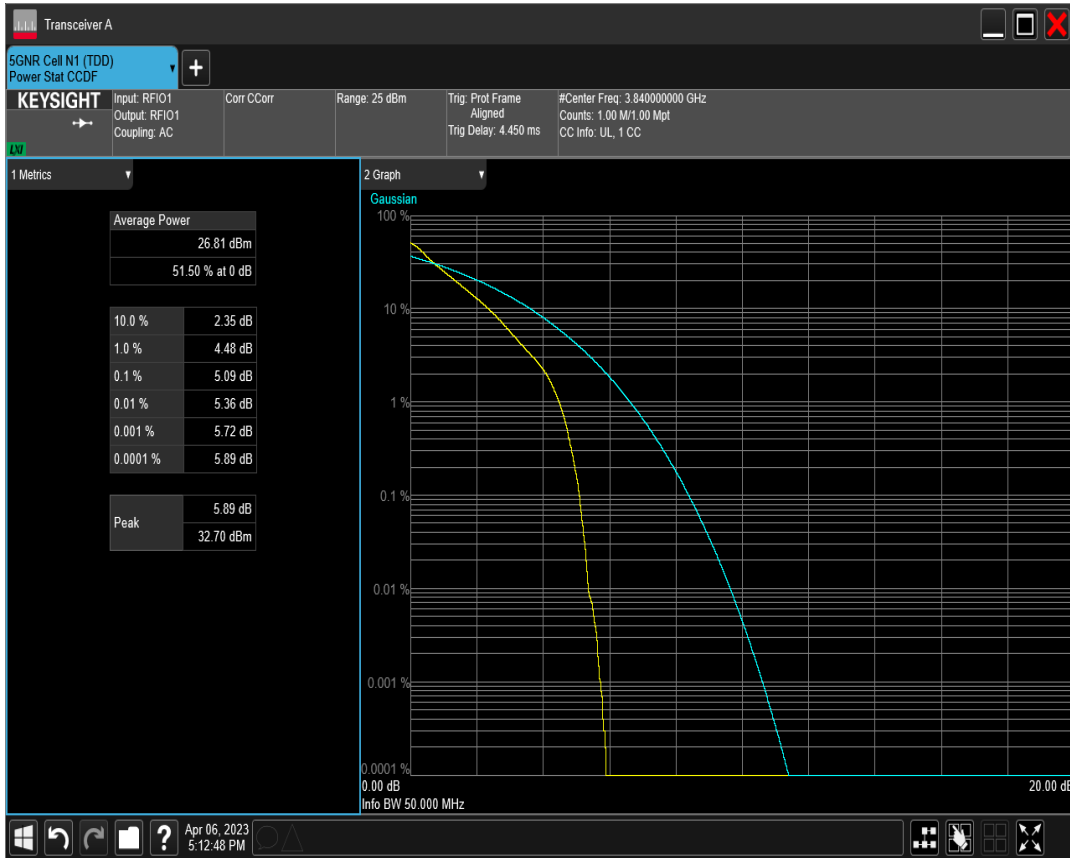 Transceiver A
5GNR Cell N1 (TDD)
Power Stat CCDF
+
KEYSIGHT
LXI
Input: RFIO1
Output: RFIO1
Coupling: AC
Corr CCorr
Range: 25 dBm
Trig: Prot Frame
Aligned
Trig Delay: 4.450 ms
#Center Freq: 3.840000000 GHz
Counts: 1.00 M/1.00 Mpt
CC Info: UL, 1 CC
1 Metrics
Average Power
26.81 dBm
51.50 % at 0 dB
10.0 % 2.35 dB
1.0 % 4.48 dB
0.1 % 5.09 dB
0.01 % 5.36 dB
0.001 % 5.72 dB
0.0001 % 5.89 dB
Peak
5.89 dB
32.70 dBm
2 Graph
Gaussian
100 %
10 %
1 %
0.1 %
0.01 %
0.001 %
0.0001 %
0.00 dB 20.00 dB
Info BW 50.000 MHz
?
Apr 06, 2023
5:12:48 PM